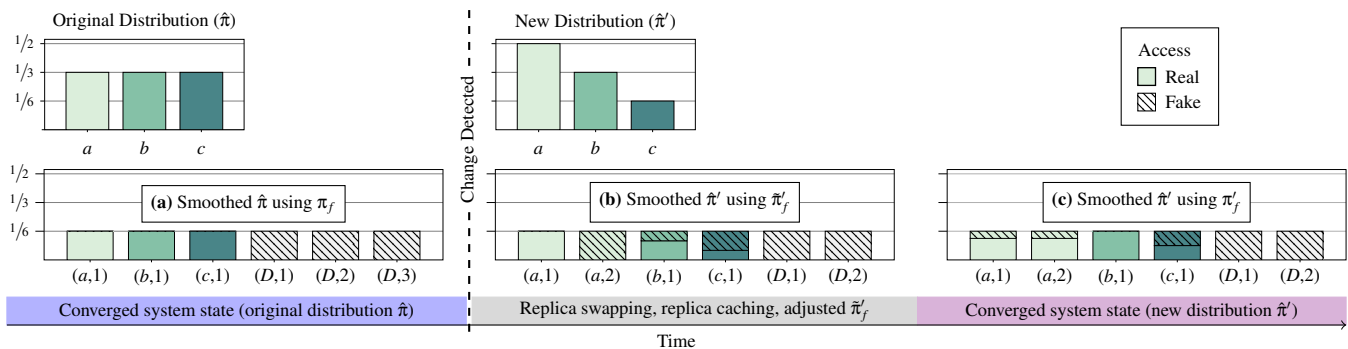 Original Distribution (π̂)
1/2
1/3
1/6
a b c
Change Detected
New Distribution (π̂′)
a b c
Access
Real
Fake
1/2
1/3
1/6
(a) Smoothed π̂ using π_f
(a,1) (b,1) (c,1) (D,1) (D,2) (D,3)
(b) Smoothed π̂′ using π̃′_f
(a,1) (a,2) (b,1) (c,1) (D,1) (D,2)
(c) Smoothed π̂′ using π′_f
(a,1) (a,2) (b,1) (c,1) (D,1) (D,2)
Converged system state (original distribution π̂)
Replica swapping, replica caching, adjusted π̃′_f
Converged system state (new distribution π̂′)
Time